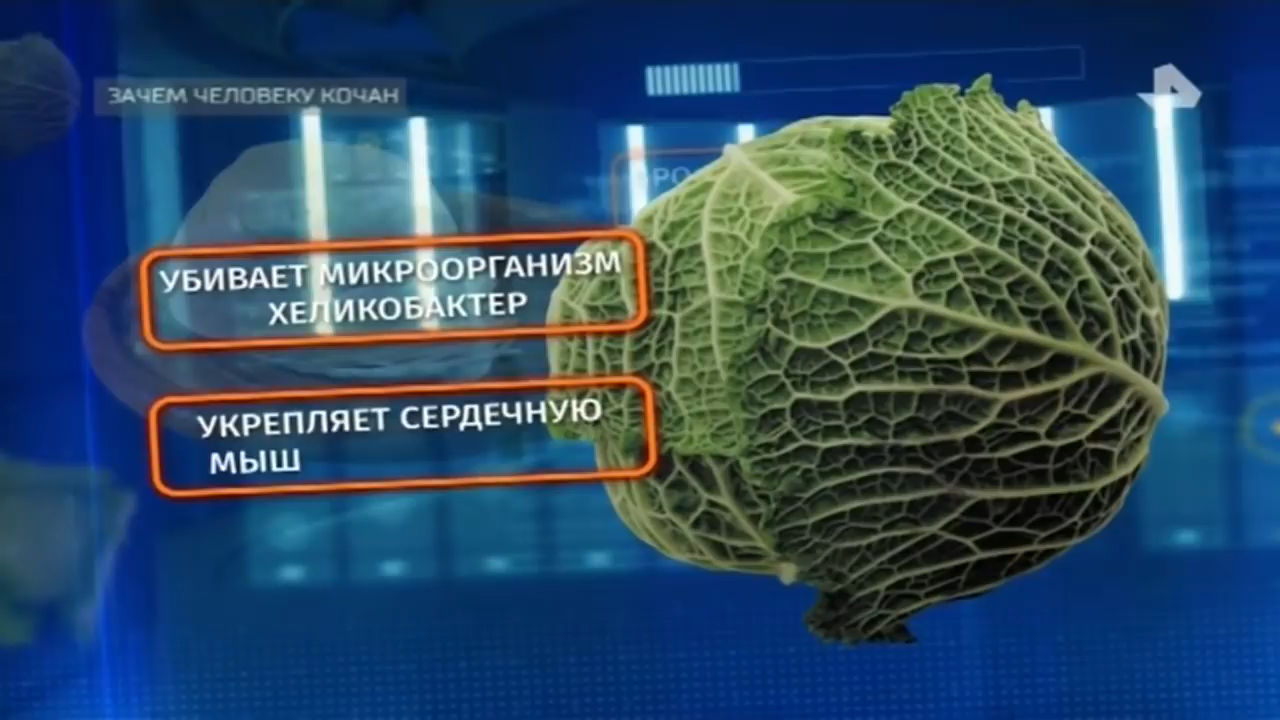 ЗАЧЕМ ЧЕЛОВЕКУ КОЧАН
УБИВАЕТ МИКРООРГАНИЗМ
ХЕЛИКОБАКТЕР
УКРЕПЛЯЕТ СЕРДЕЧНУЮ
МЫШ